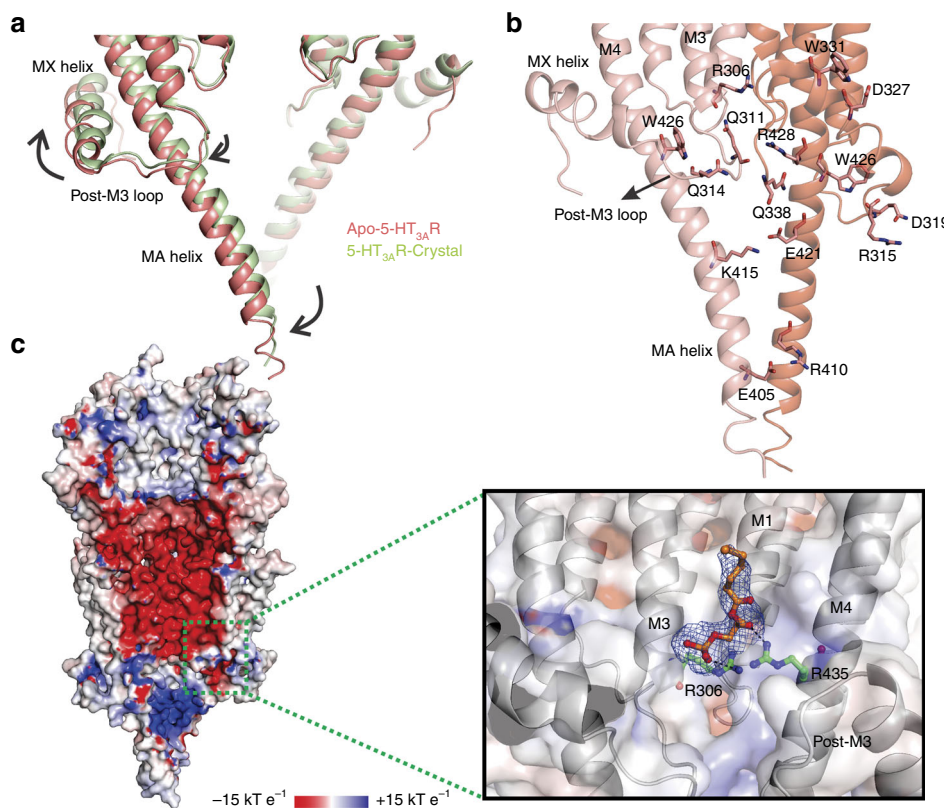 a
MX helix
Post-M3 loop
MA helix
Apo-5-HT3AR
5-HT3AR-Crystal
b
M4
M3
MX helix
R306
W331
D327
W426
Q311
R428
W426
Q314
Post-M3 loop
Q338
D319
E421
R315
K415
MA helix
R410
E405
c
–15 kT e⁻¹
+15 kT e⁻¹
M1
M3
M4
R306
R435
Post-M3